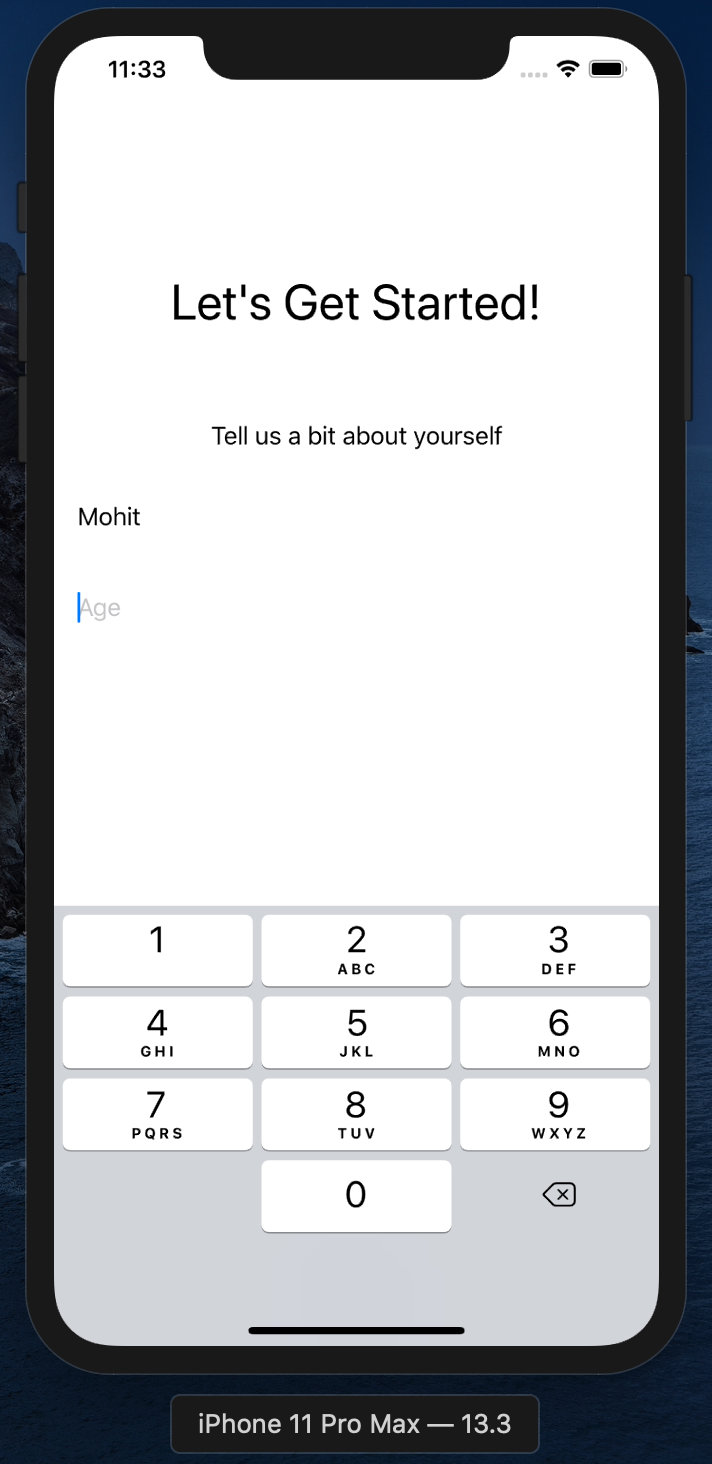 11:33
Let's Get Started!
Tell us a bit about yourself
Mohit
Age
1 2 3
ABC DEF
4 5 6
GHI JKL MNO
7 8 9
PQRS TUV WXYZ
0
iPhone 11 Pro Max — 13.3